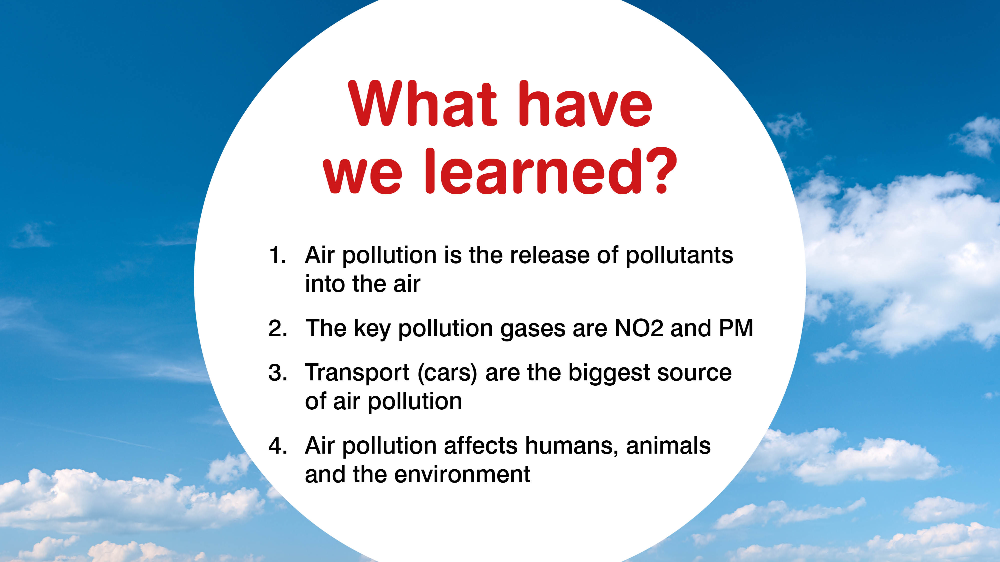 What have
we learned?
1. Air pollution is the release of pollutants
into the air
2. The key pollution gases are NO2 and PM
3. Transport (cars) are the biggest source
of air pollution
4. Air pollution affects humans, animals
and the environment